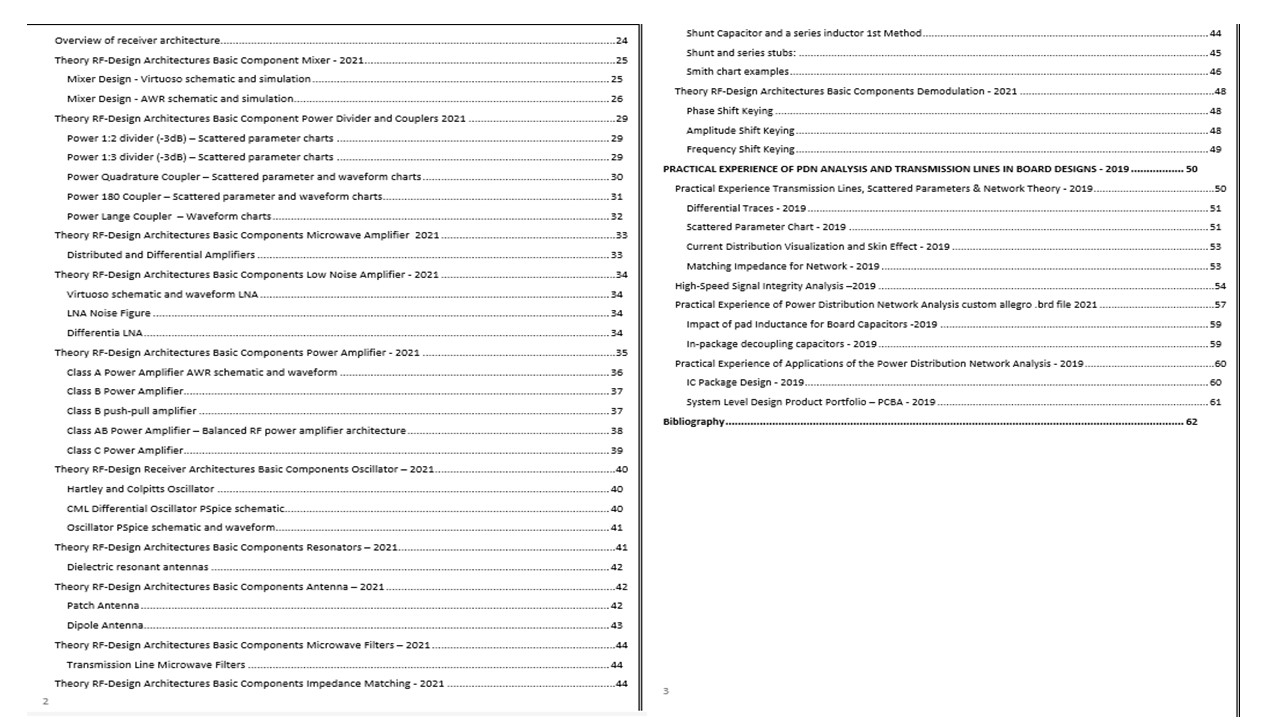 Overview of receiver architecture....24
Theory RF-Design Architectures Basic Component Mixer - 2021....25
Mixer Design - Virtuoso schematic and simulation....25
Mixer Design - AWR schematic and simulation....26
Theory RF-Design Architectures Basic Component Power Divider and Couplers 2021....29
Power 1:2 divider (-3dB) – Scattered parameter charts....29
Power 1:3 divider (-3dB) – Scattered parameter charts....29
Power Quadrature Coupler – Scattered parameter and waveform charts....30
Power 180 Coupler – Scattered parameter and waveform charts....31
Power Lange Coupler – Waveform charts....32
Theory RF-Design Architectures Basic Components Microwave Amplifier 2021....33
Distributed and Differential Amplifiers....33
Theory RF-Design Architectures Basic Components Low Noise Amplifier - 2021....34
Virtuoso schematic and waveform LNA....34
LNA Noise Figure....34
Differentia LNA....34
Theory RF-Design Architectures Basic Components Power Amplifier - 2021....35
Class A Power Amplifier AWR schematic and waveform....36
Class B Power Amplifier....37
Class B push-pull amplifier....37
Class AB Power Amplifier – Balanced RF power amplifier architecture....38
Class C Power Amplifier....39
Theory RF-Design Receiver Architectures Basic Components Oscillator – 2021....40
Hartley and Colpitts Oscillator....40
CML Differential Oscillator PSpice schematic....40
Oscillator PSpice schematic and waveform....41
Theory RF-Design Architectures Basic Components Resonators – 2021....41
Dielectric resonant antennas....42
Theory RF-Design Architectures Basic Components Antenna – 2021....42
Patch Antenna....42
Dipole Antenna....43
Theory RF-Design Architectures Basic Components Microwave Filters – 2021....44
Transmission Line Microwave Filters....44
Theory RF-Design Architectures Basic Components Impedance Matching - 2021....44
2
Shunt Capacitor and a series inductor 1st Method....44
Shunt and series stubs:....45
Smith chart examples....46
Theory RF-Design Architectures Basic Components Demodulation - 2021....48
Phase Shift Keying....48
Amplitude Shift Keying....48
Frequency Shift Keying....49
PRACTICAL EXPERIENCE OF PDN ANALYSIS AND TRANSMISSION LINES IN BOARD DESIGNS - 2019....50
Practical Experience Transmission Lines, Scattered Parameters & Network Theory - 2019....50
Differential Traces - 2019....51
Scattered Parameter Chart - 2019....51
Current Distribution Visualization and Skin Effect - 2019....53
Matching Impedance for Network - 2019....53
High-Speed Signal Integrity Analysis –2019....54
Practical Experience of Power Distribution Network Analysis custom allegro .brd file 2021....57
Impact of pad Inductance for Board Capacitors -2019....59
In-package decoupling capacitors - 2019....59
Practical Experience of Applications of the Power Distribution Network Analysis - 2019....60
IC Package Design - 2019....60
System Level Design Product Portfolio – PCBA - 2019....61
Bibliography....62
3